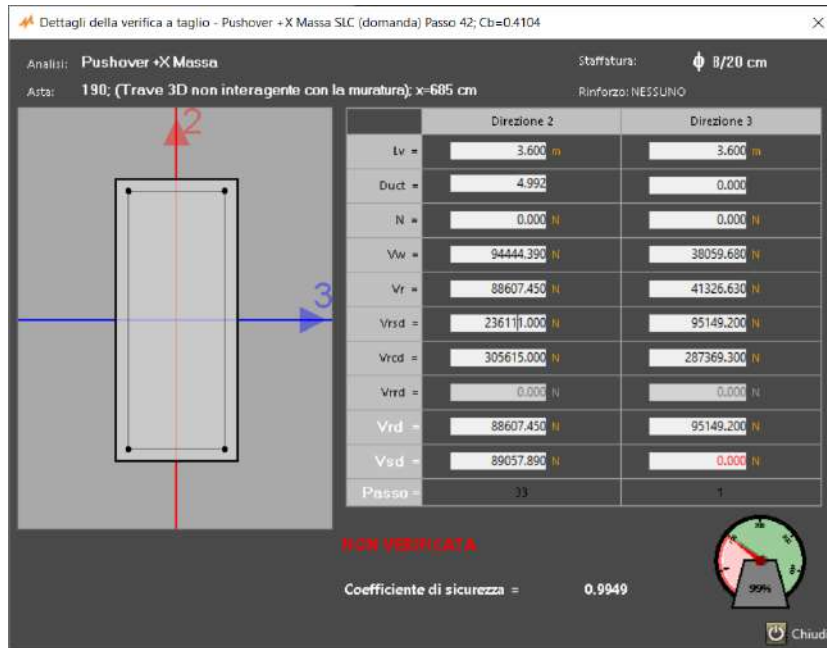 Dettagli della verifica a taglio - Pushover +X Massa SLC (domanda) Passo 42; Cb=0.4104
Analisi: Pushover +X Massa
Staffatura: ϕ 8/20 cm
Asta: 190; (Trave 3D non interagente con la muratura); x=685 cm
Rinforzo: NESSUNO
2
3
Direzione 2 Direzione 3
Lv = 3.600 m 3.600 m
Duct = 4.992 0.000
N = 0.000 N 0.000 N
Vw = 94444.390 N 38059.680 N
Vr = 88607.450 N 41326.630 N
Vrsd = 236111.000 N 95149.200 N
Vrcd = 305615.000 N 287369.300 N
Vrrd = 0.000 N 0.000 N
Vrd = 88607.450 N 95149.200 N
Vsd = 89057.890 N 0.000 N
Passo = 33 1
NON VERIFICATA
Coefficiente di sicurezza = 0.9949
99%
Chiudi